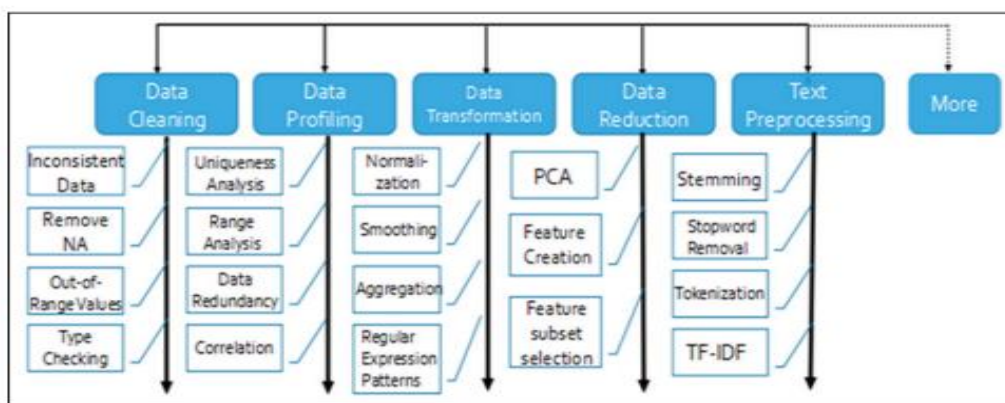 Data
Cleaning
Data
Profiling
Data
Transformation
Data
Reduction
Text
Preprocessing
More
Inconsistent
Data
Remove
NA
Out-of-
Range Values
Type
Checking
Uniqueness
Analysis
Range
Analysis
Data
Redundancy
Correlation
Normali-
zation
Smoothing
Aggregation
Regular
Expression
Patterns
PCA
Feature
Creation
Feature
subset
selection
Stemming
Stopword
Removal
Tokenization
TF-IDF